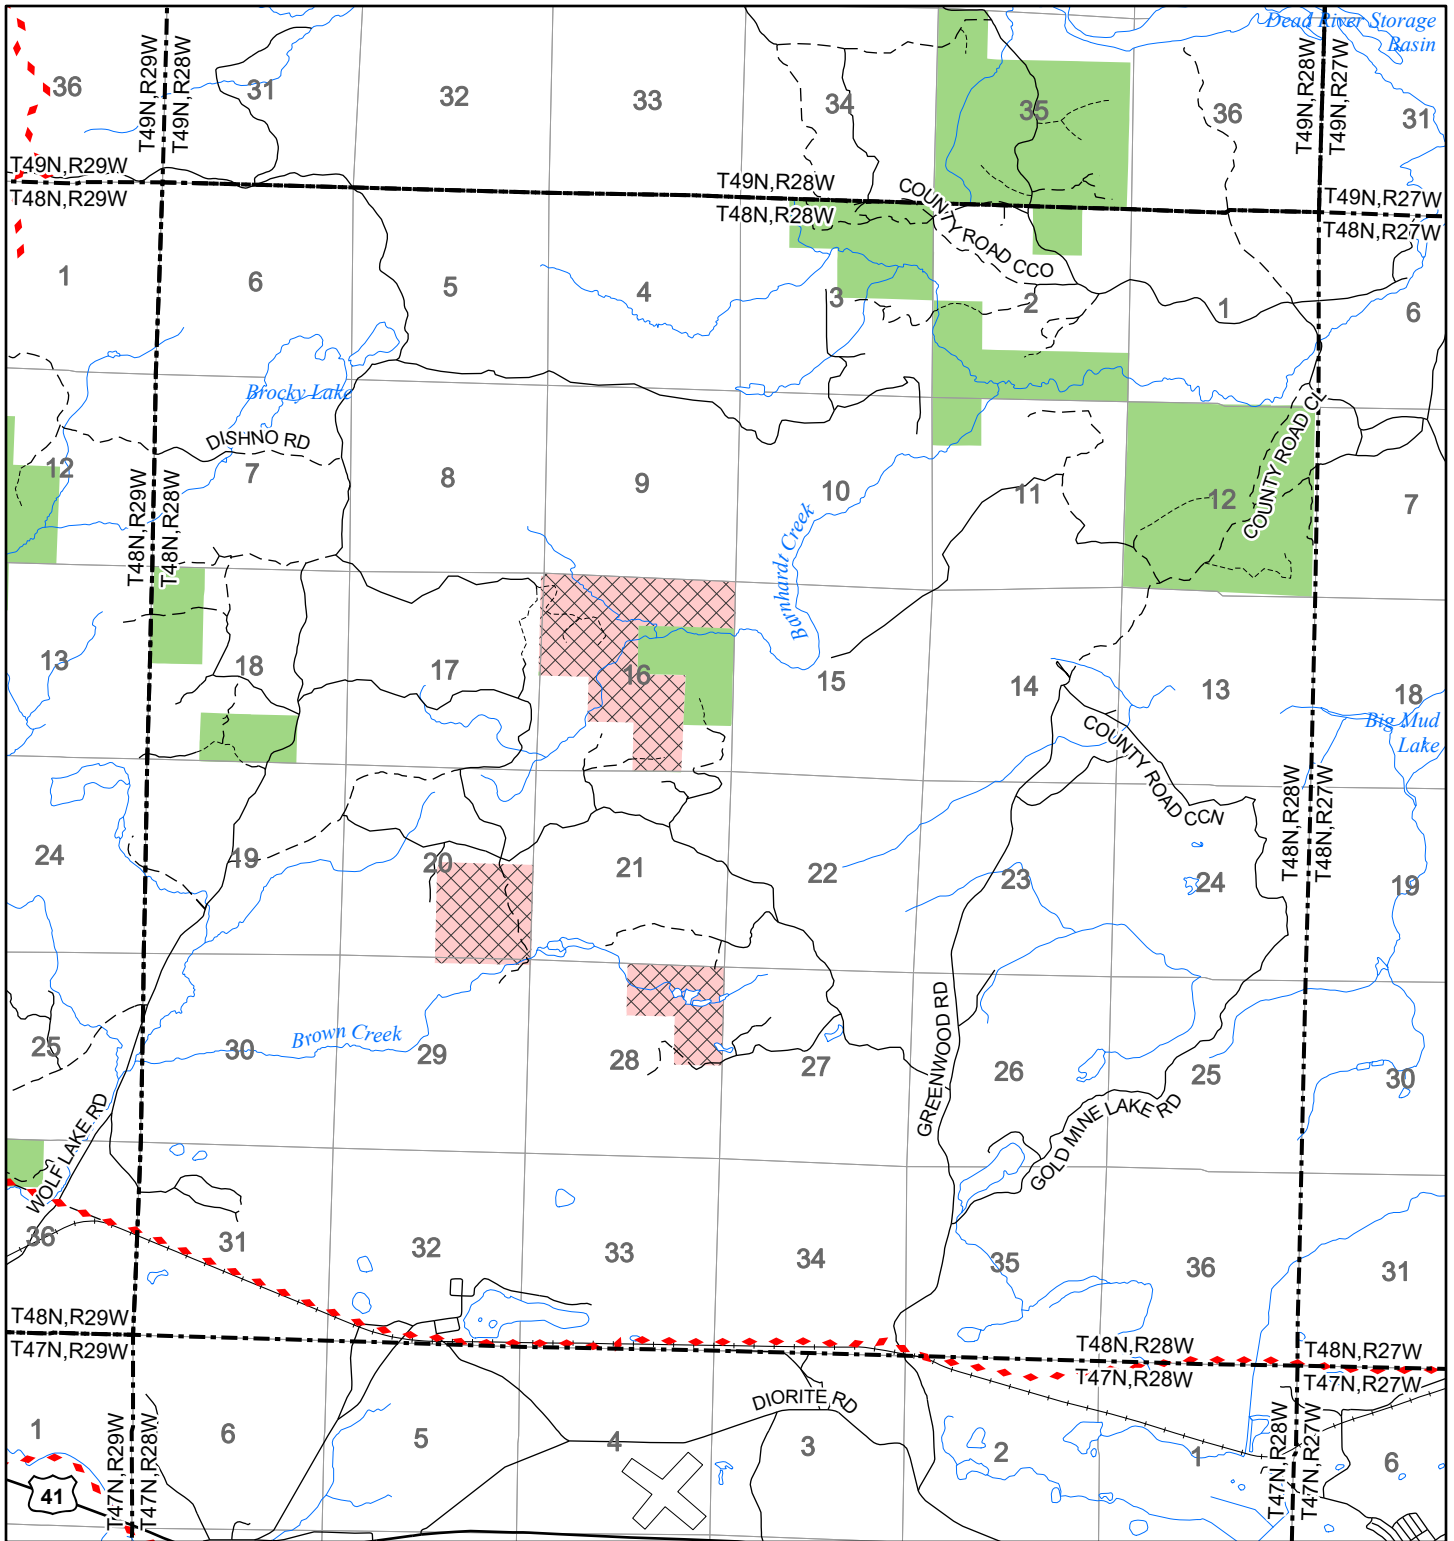 Dead River Storage
Basin
36
31
32
33
34
35
36
31
T49N,R29W
T49N,R28W
T49N,R28W
T49N,R27W
T49N,R29W
T48N,R29W
T49N,R28W
T48N,R28W
T49N,R27W
T48N,R27W
COUNTY ROAD CCO
1
6
5
4
3
2
1
6
Brocky Lake
DISHNO RD
COUNTY ROAD CL
12
7
8
9
10
11
12
7
T48N,R29W
T48N,R28W
Barnhardt Creek
13
18
17
16
15
14
13
18
Big Mud
Lake
COUNTY ROAD CCN
T48N,R28W
T48N,R27W
24
19
20
21
22
23
24
19
GREENWOOD RD
Brown Creek
25
30
29
28
27
26
25
30
WOLF LAKE RD
GOLD MINE LAKE RD
36
31
32
33
34
35
36
31
T48N,R29W
T47N,R29W
T48N,R28W
T47N,R28W
T48N,R27W
T47N,R27W
DIORITE RD
1
6
5
4
3
2
1
6
T47N,R29W
T47N,R28W
T47N,R28W
T47N,R27W
41